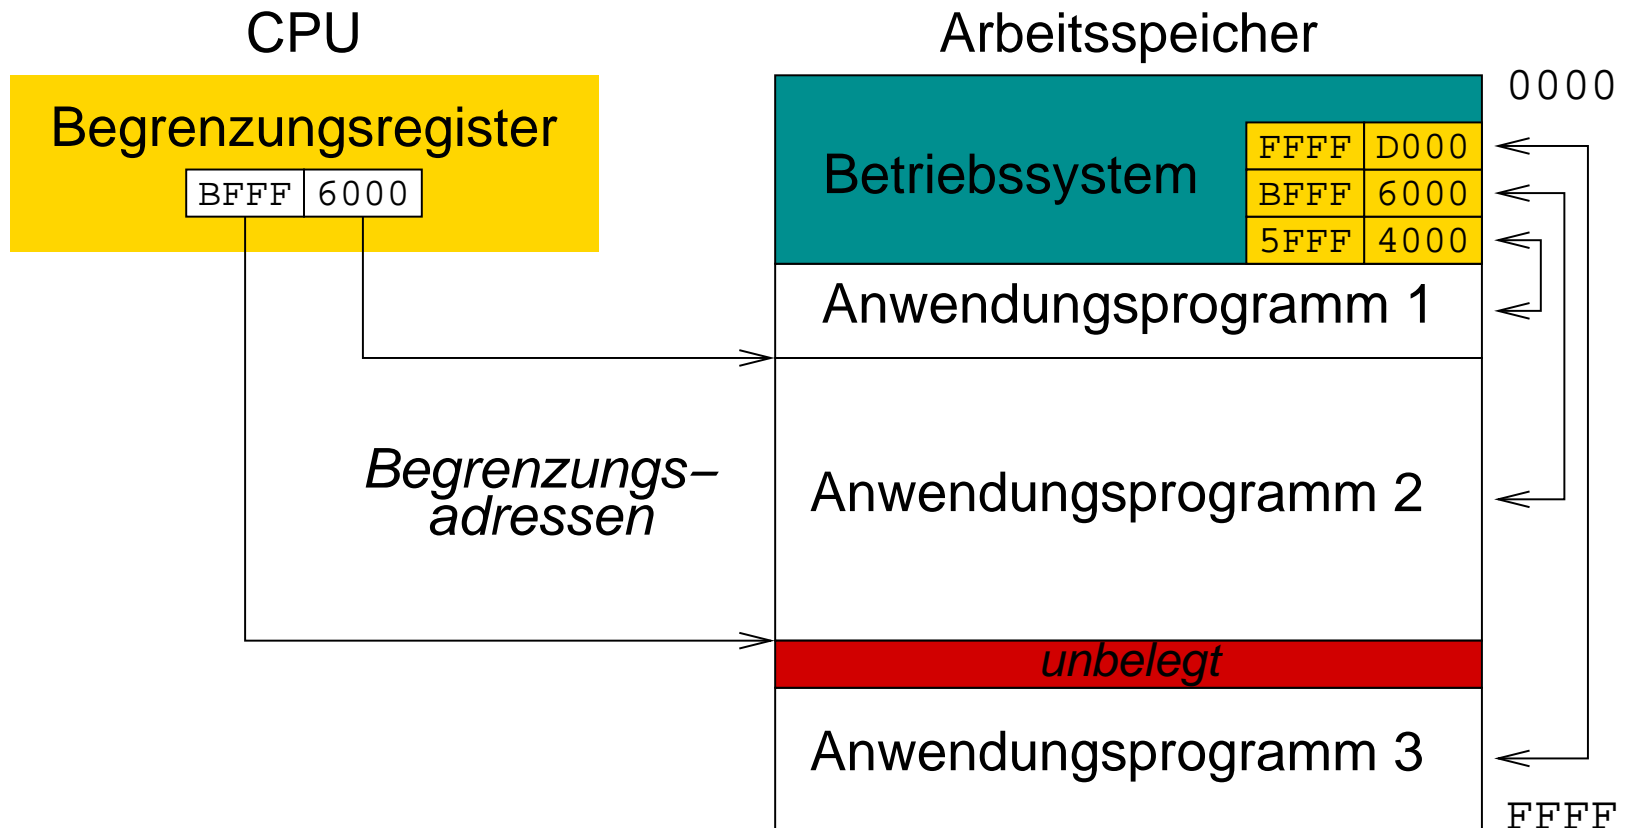 CPU
Arbeitsspeicher
Begrenzungsregister
BFFF 6000
0000
Betriebssystem
FFFF D000
BFFF 6000
5FFF 4000
Anwendungsprogramm 1
Begrenzungs–
adressen
Anwendungsprogramm 2
unbelegt
Anwendungsprogramm 3
FFFF